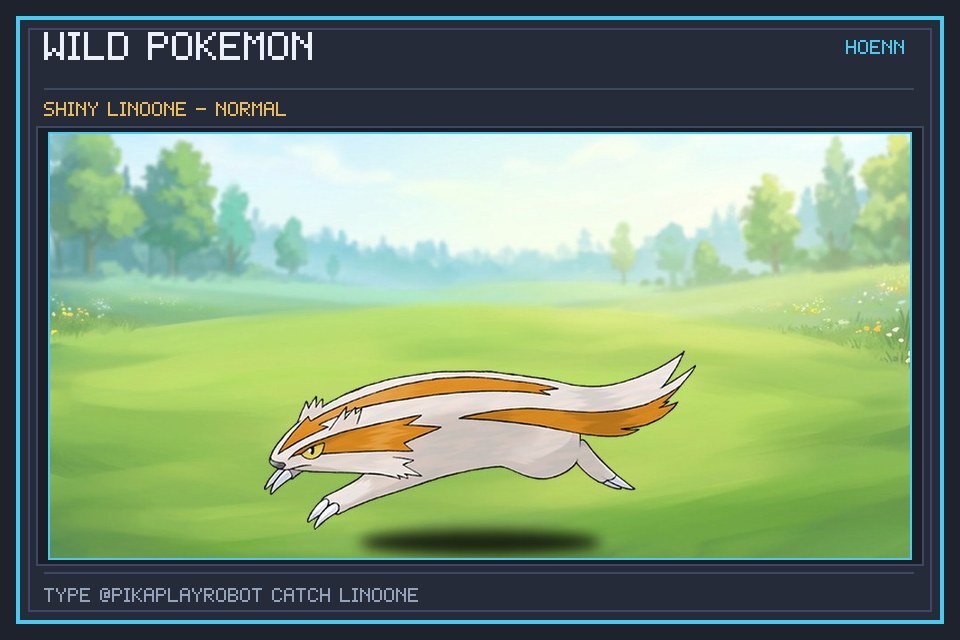 WILD POKEMON
HOENN
SHINY LINOONE - NORMAL
TYPE @PIKAPLAYROBOT CATCH LINOONE